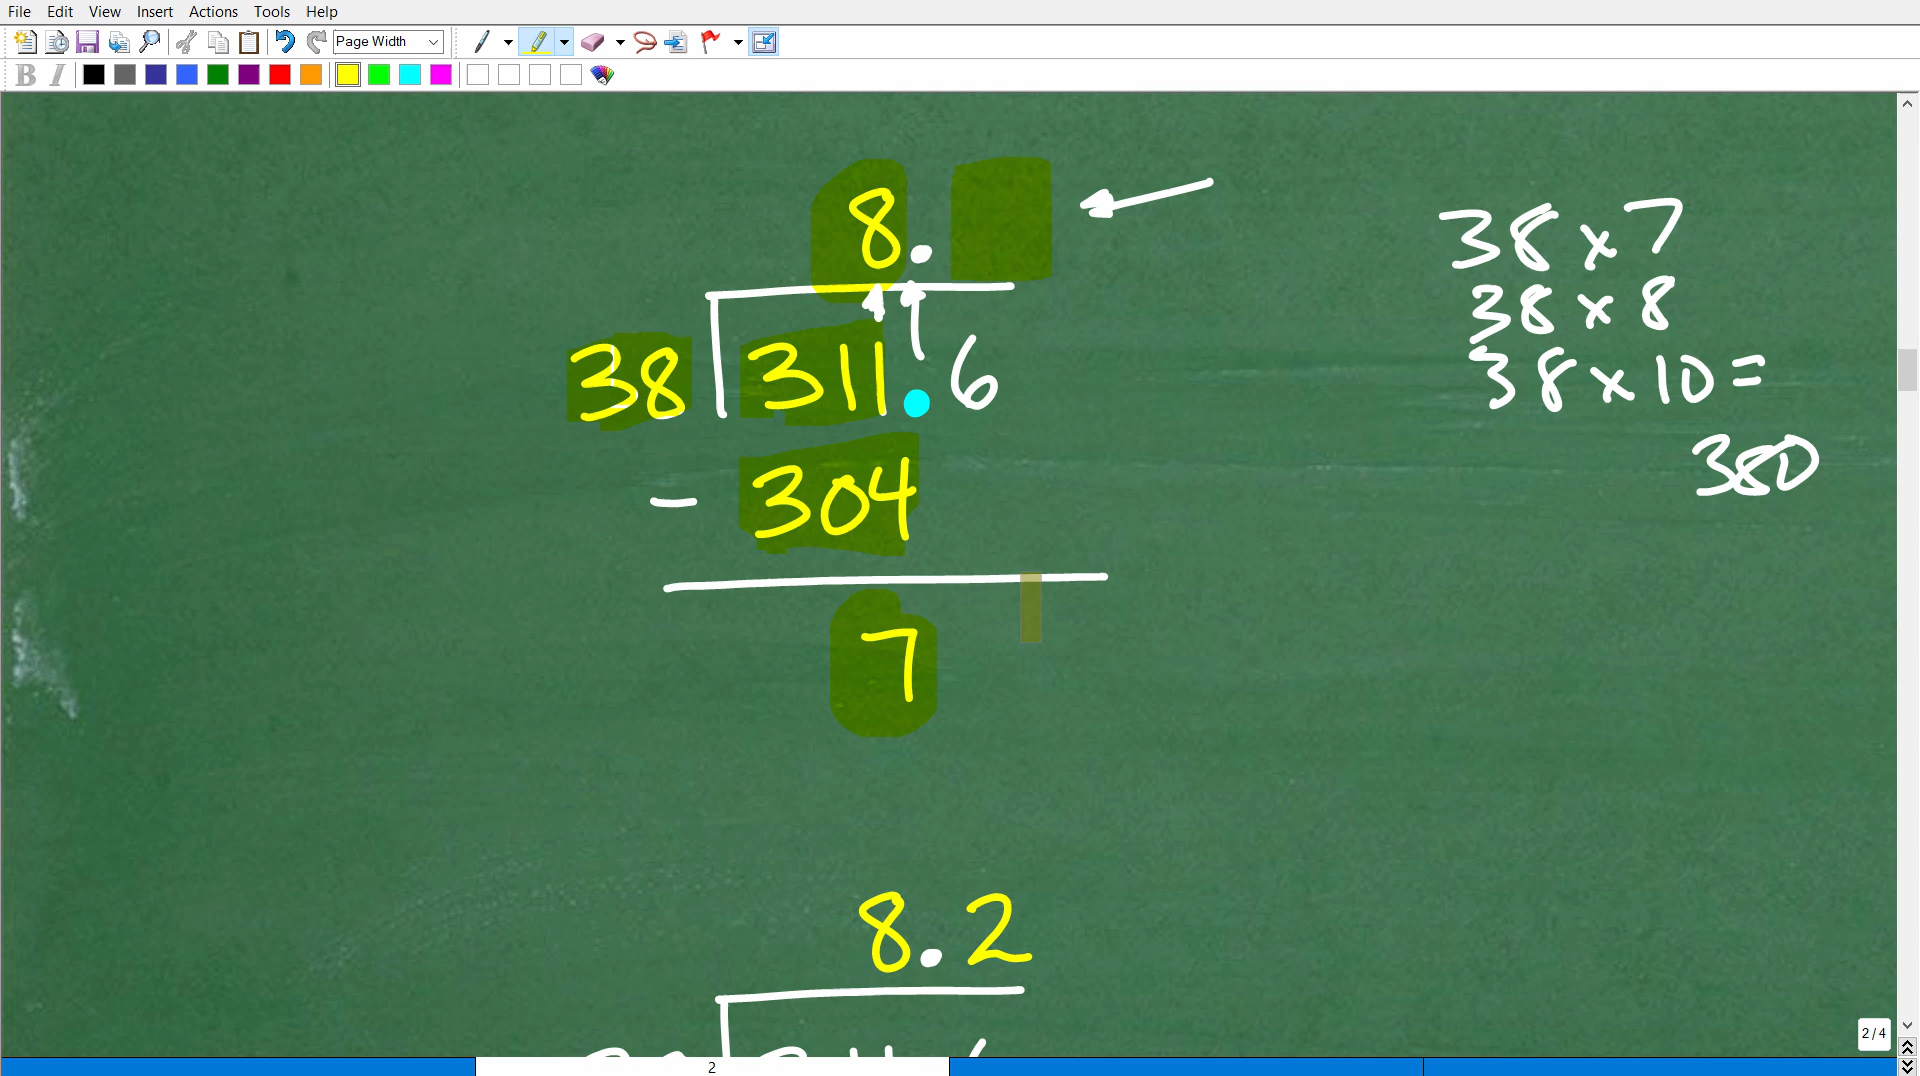 File Edit View Insert Actions Tools Help
Page Width
B I
8.
38 311.6
- 304
7
38 x 7
38 x 8
38 x 10 =
380
8.2
2/4
2